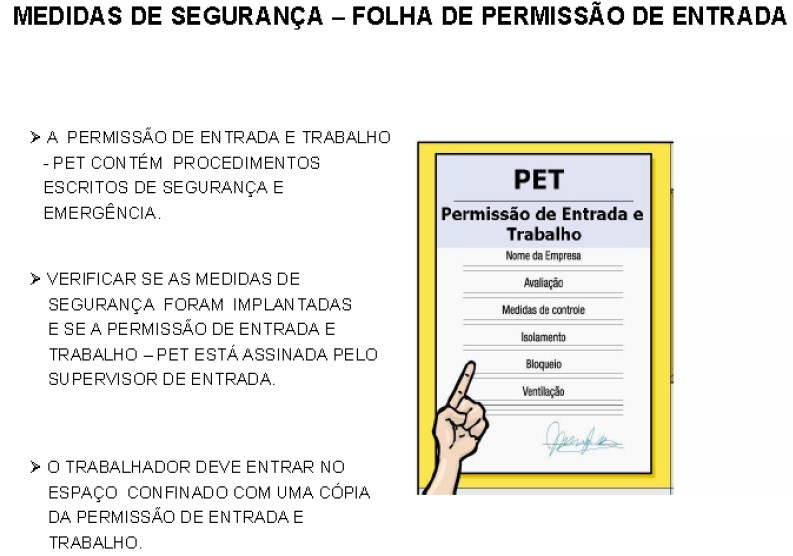 MEDIDAS DE SEGURANÇA – FOLHA DE PERMISSÃO DE ENTRADA
➢ A PERMISSÃO DE ENTRADA E TRABALHO
- PET CONTÉM PROCEDIMENTOS
ESCRITOS DE SEGURANÇA E
EMERGÊNCIA.
➢ VERIFICAR SE AS MEDIDAS DE
SEGURANÇA FORAM IMPLANTADAS
E SE A PERMISSÃO DE ENTRADA E
TRABALHO – PET ESTÁ ASSINADA PELO
SUPERVISOR DE ENTRADA.
➢ O TRABALHADOR DEVE ENTRAR NO
ESPAÇO CONFINADO COM UMA CÓPIA
DA PERMISSÃO DE ENTRADA E
TRABALHO.
PET
Permissão de Entrada e
Trabalho
Nome da Empresa
Avaliação
Medidas de controle
Isolamento
Bloqueio
Ventilação